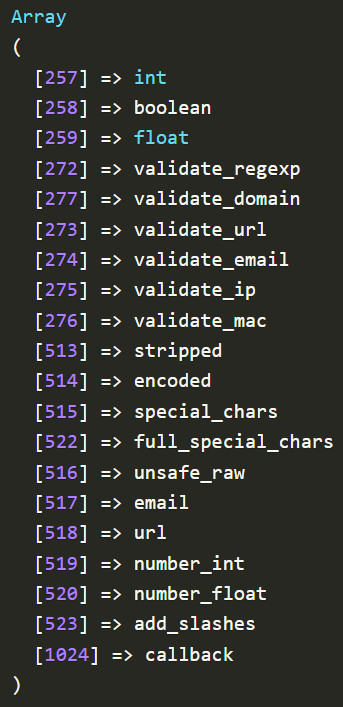 Array
(
[257] => int
[258] => boolean
[259] => float
[272] => validate_regexp
[277] => validate_domain
[273] => validate_url
[274] => validate_email
[275] => validate_ip
[276] => validate_mac
[513] => stripped
[514] => encoded
[515] => special_chars
[522] => full_special_chars
[516] => unsafe_raw
[517] => email
[518] => url
[519] => number_int
[520] => number_float
[523] => add_slashes
[1024] => callback
)